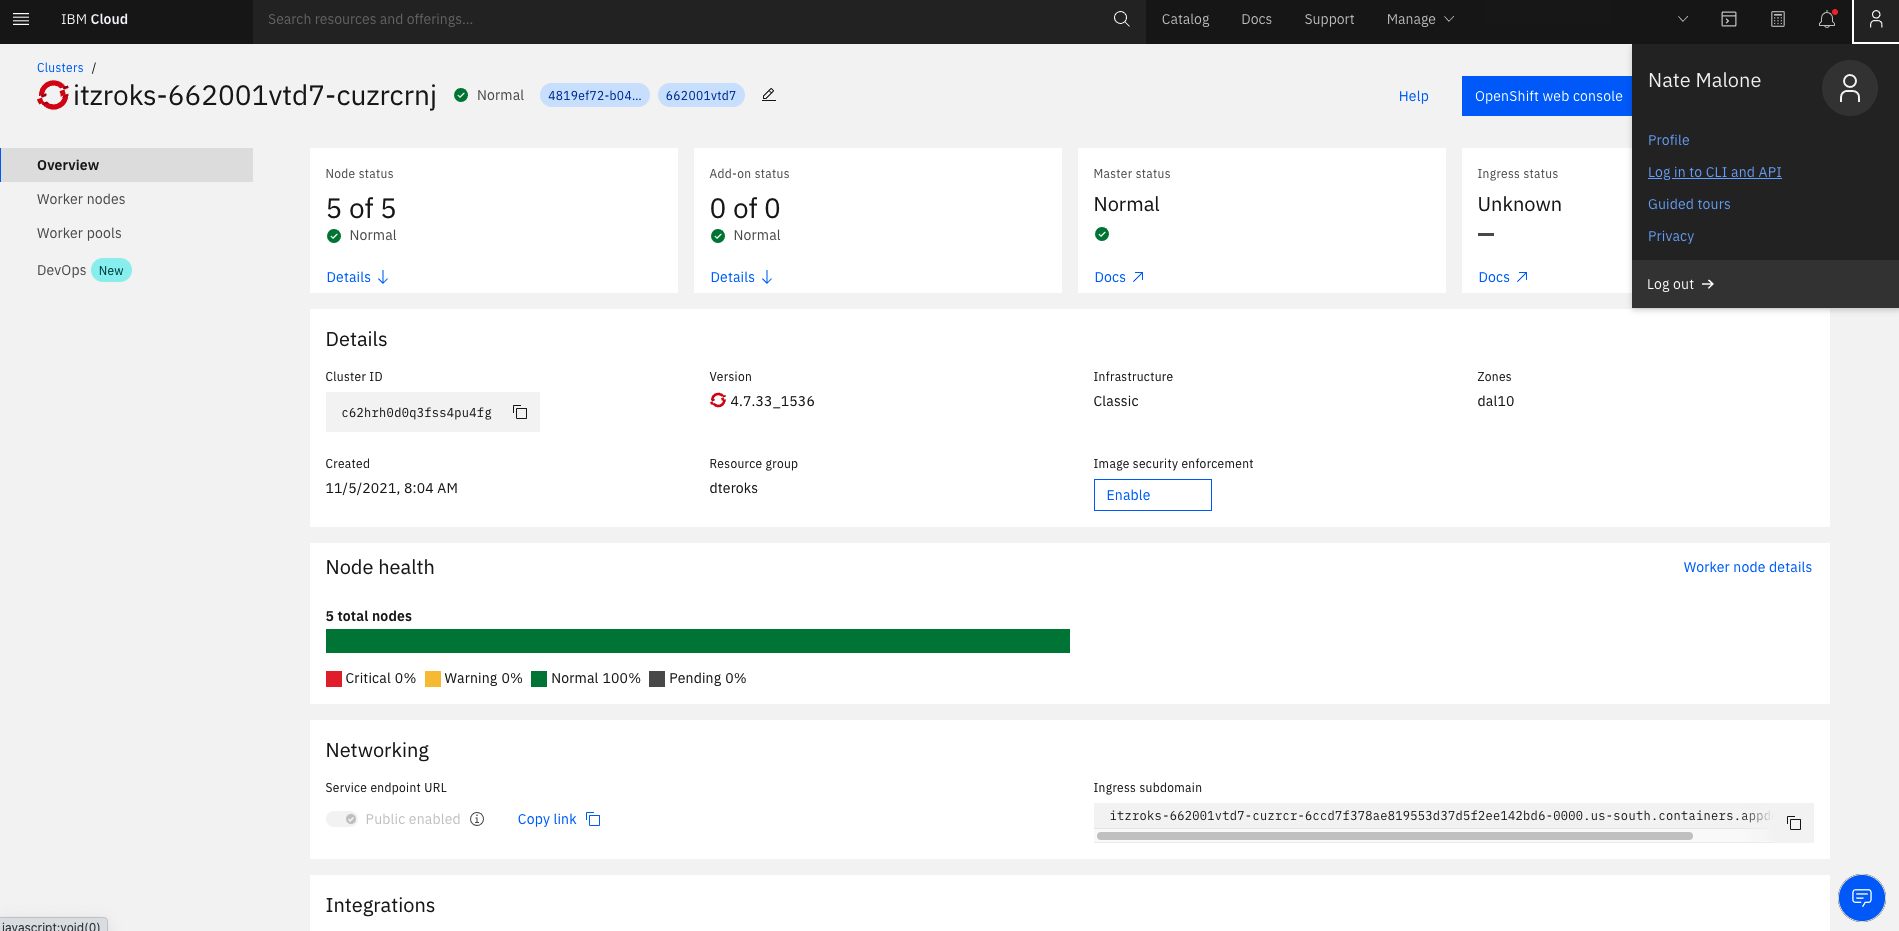 IBM Cloud
Search resources and offerings...
Catalog
Docs
Support
Manage
Clusters /
itzroks-662001vtd7-cuzrcrnj
Normal
4819ef72-b04...
662001vtd7
Help
OpenShift web console
Nate Malone
Profile
Log in to CLI and API
Guided tours
Privacy
Log out
Overview
Worker nodes
Worker pools
DevOps New
Node status
5 of 5
Normal
Details
Add-on status
0 of 0
Normal
Details
Master status
Normal
Docs
Ingress status
Unknown
Docs
Details
Cluster ID
c62hrh0d0q3fss4pu4fg
Version
4.7.33_1536
Infrastructure
Classic
Zones
dal10
Created
11/5/2021, 8:04 AM
Resource group
dteroks
Image security enforcement
Enable
Node health
Worker node details
5 total nodes
Critical 0% Warning 0% Normal 100% Pending 0%
Networking
Service endpoint URL
Public enabled
Copy link
Ingress subdomain
itzroks-662001vtd7-cuzrcr-6ccd7f378ae819553d37d5f2ee142bd6-0000.us-south.containers.appd
Integrations
javascript:void(0)